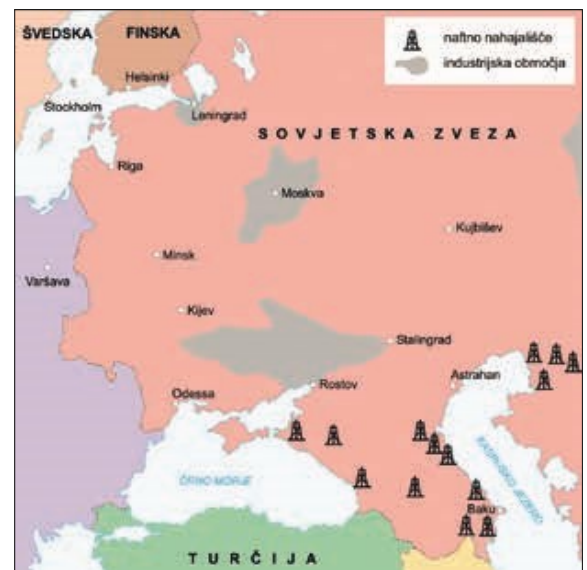 ŠVEDSKA
FINSKA
naftno nahajališče
industrijska območja
Helsinki
Stockholm
Leningrad
SOVJETSKA ZVEZA
Riga
Moskva
Kujbišev
Minsk
Varšava
Kijev
Stalingrad
Astrahan
Rostov
Odessa
KASPIJSKO JEZERO
ČRNO MORJE
Baku
TURČIJA